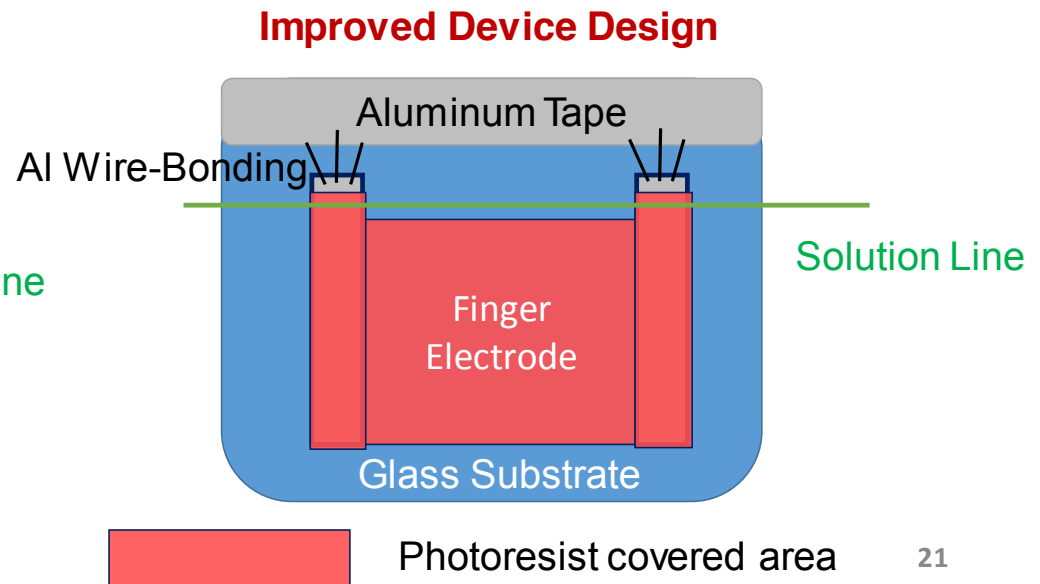 Improved Device Design
Aluminum Tape
Al Wire-Bonding
Solution Line
ne
Finger
Electrode
Glass Substrate
Photoresist covered area
21